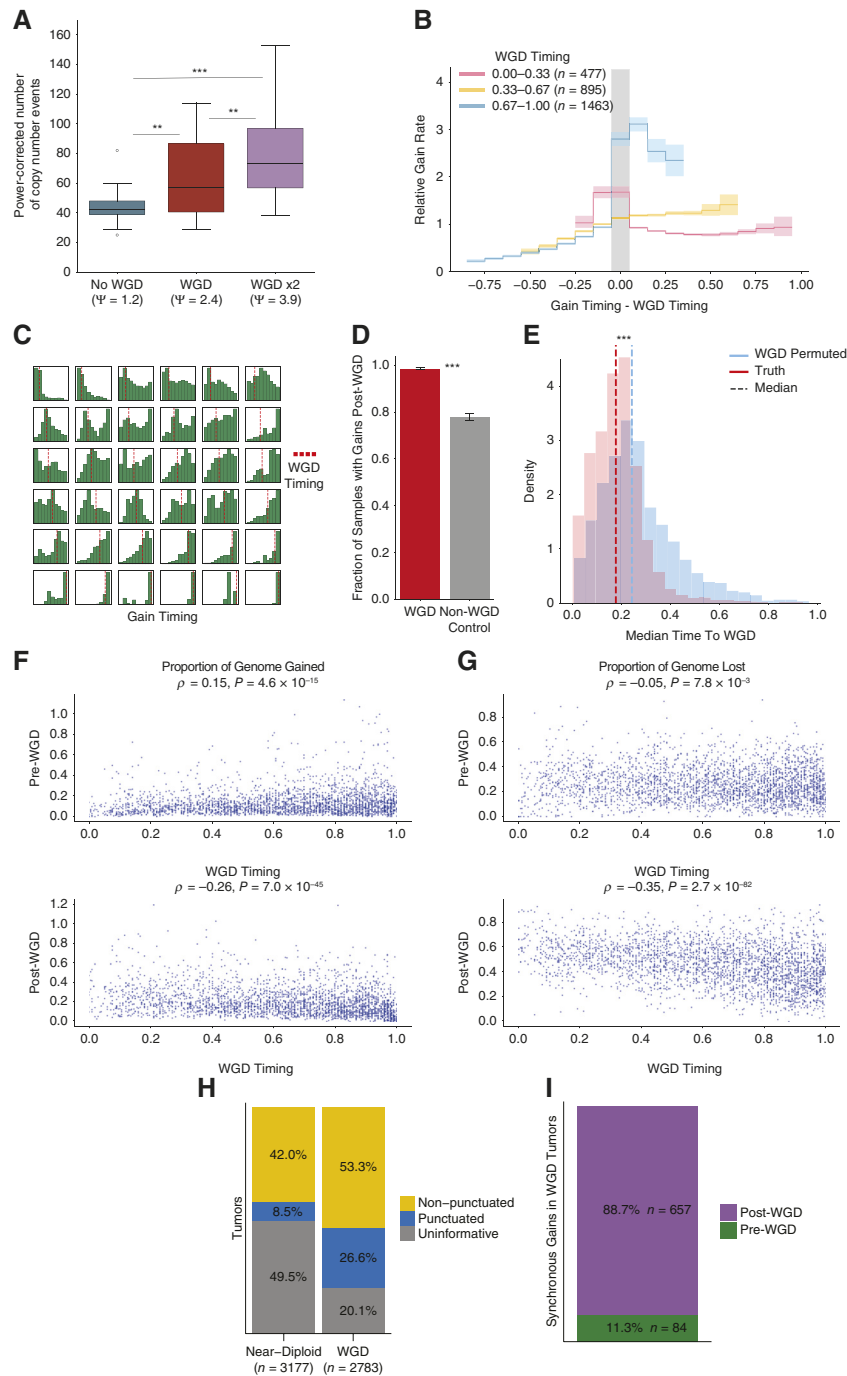 A
Power-corrected number
of copy number events
160
140
120
100
80
60
40
20
0
***
**
**
No WGD
(Ψ = 1.2)
WGD
(Ψ = 2.4)
WGD x2
(Ψ = 3.9)
B
WGD Timing
0.00–0.33 (n = 477)
0.33–0.67 (n = 895)
0.67–1.00 (n = 1463)
Relative Gain Rate
4
3
2
1
0
−0.75 −0.50 −0.25 0.00 0.25 0.50 0.75 1.00
Gain Timing - WGD Timing
C
WGD
Timing
Gain Timing
D
Fraction of Samples with Gains Post-WGD
1.0
0.8
0.6
0.4
0.2
0.0
***
WGD Non-WGD
Control
E
***
WGD Permuted
Truth
Median
Density
4
3
2
1
0
0.0 0.2 0.4 0.6 0.8 1.0
Median Time To WGD
F
Proportion of Genome Gained
ρ = 0.15, P = 4.6 × 10⁻¹⁵
Pre-WGD
1.0
0.8
0.6
0.4
0.2
0.0
0.0 0.2 0.4 0.6 0.8 1.0
WGD Timing
ρ = −0.26, P = 7.0 × 10⁻⁴⁵
Post-WGD
1.2
1.0
0.8
0.6
0.4
0.2
0.0
0.0 0.2 0.4 0.6 0.8 1.0
WGD Timing
G
Proportion of Genome Lost
ρ = −0.05, P = 7.8 × 10⁻³
Pre-WGD
0.8
0.6
0.4
0.2
0.0
0.0 0.2 0.4 0.6 0.8 1.0
WGD Timing
ρ = −0.35, P = 2.7 × 10⁻⁸²
Post-WGD
0.8
0.6
0.4
0.2
0.0
0.0 0.2 0.4 0.6 0.8 1.0
WGD Timing
H
Tumors
42.0%
8.5%
49.5%
53.3%
26.6%
20.1%
Non−punctuated
Punctuated
Uninformative
Near−Diploid
(n = 3177)
WGD
(n = 2783)
I
Synchronous Gains in WGD Tumors
88.7% n = 657
11.3% n = 84
Post-WGD
Pre-WGD